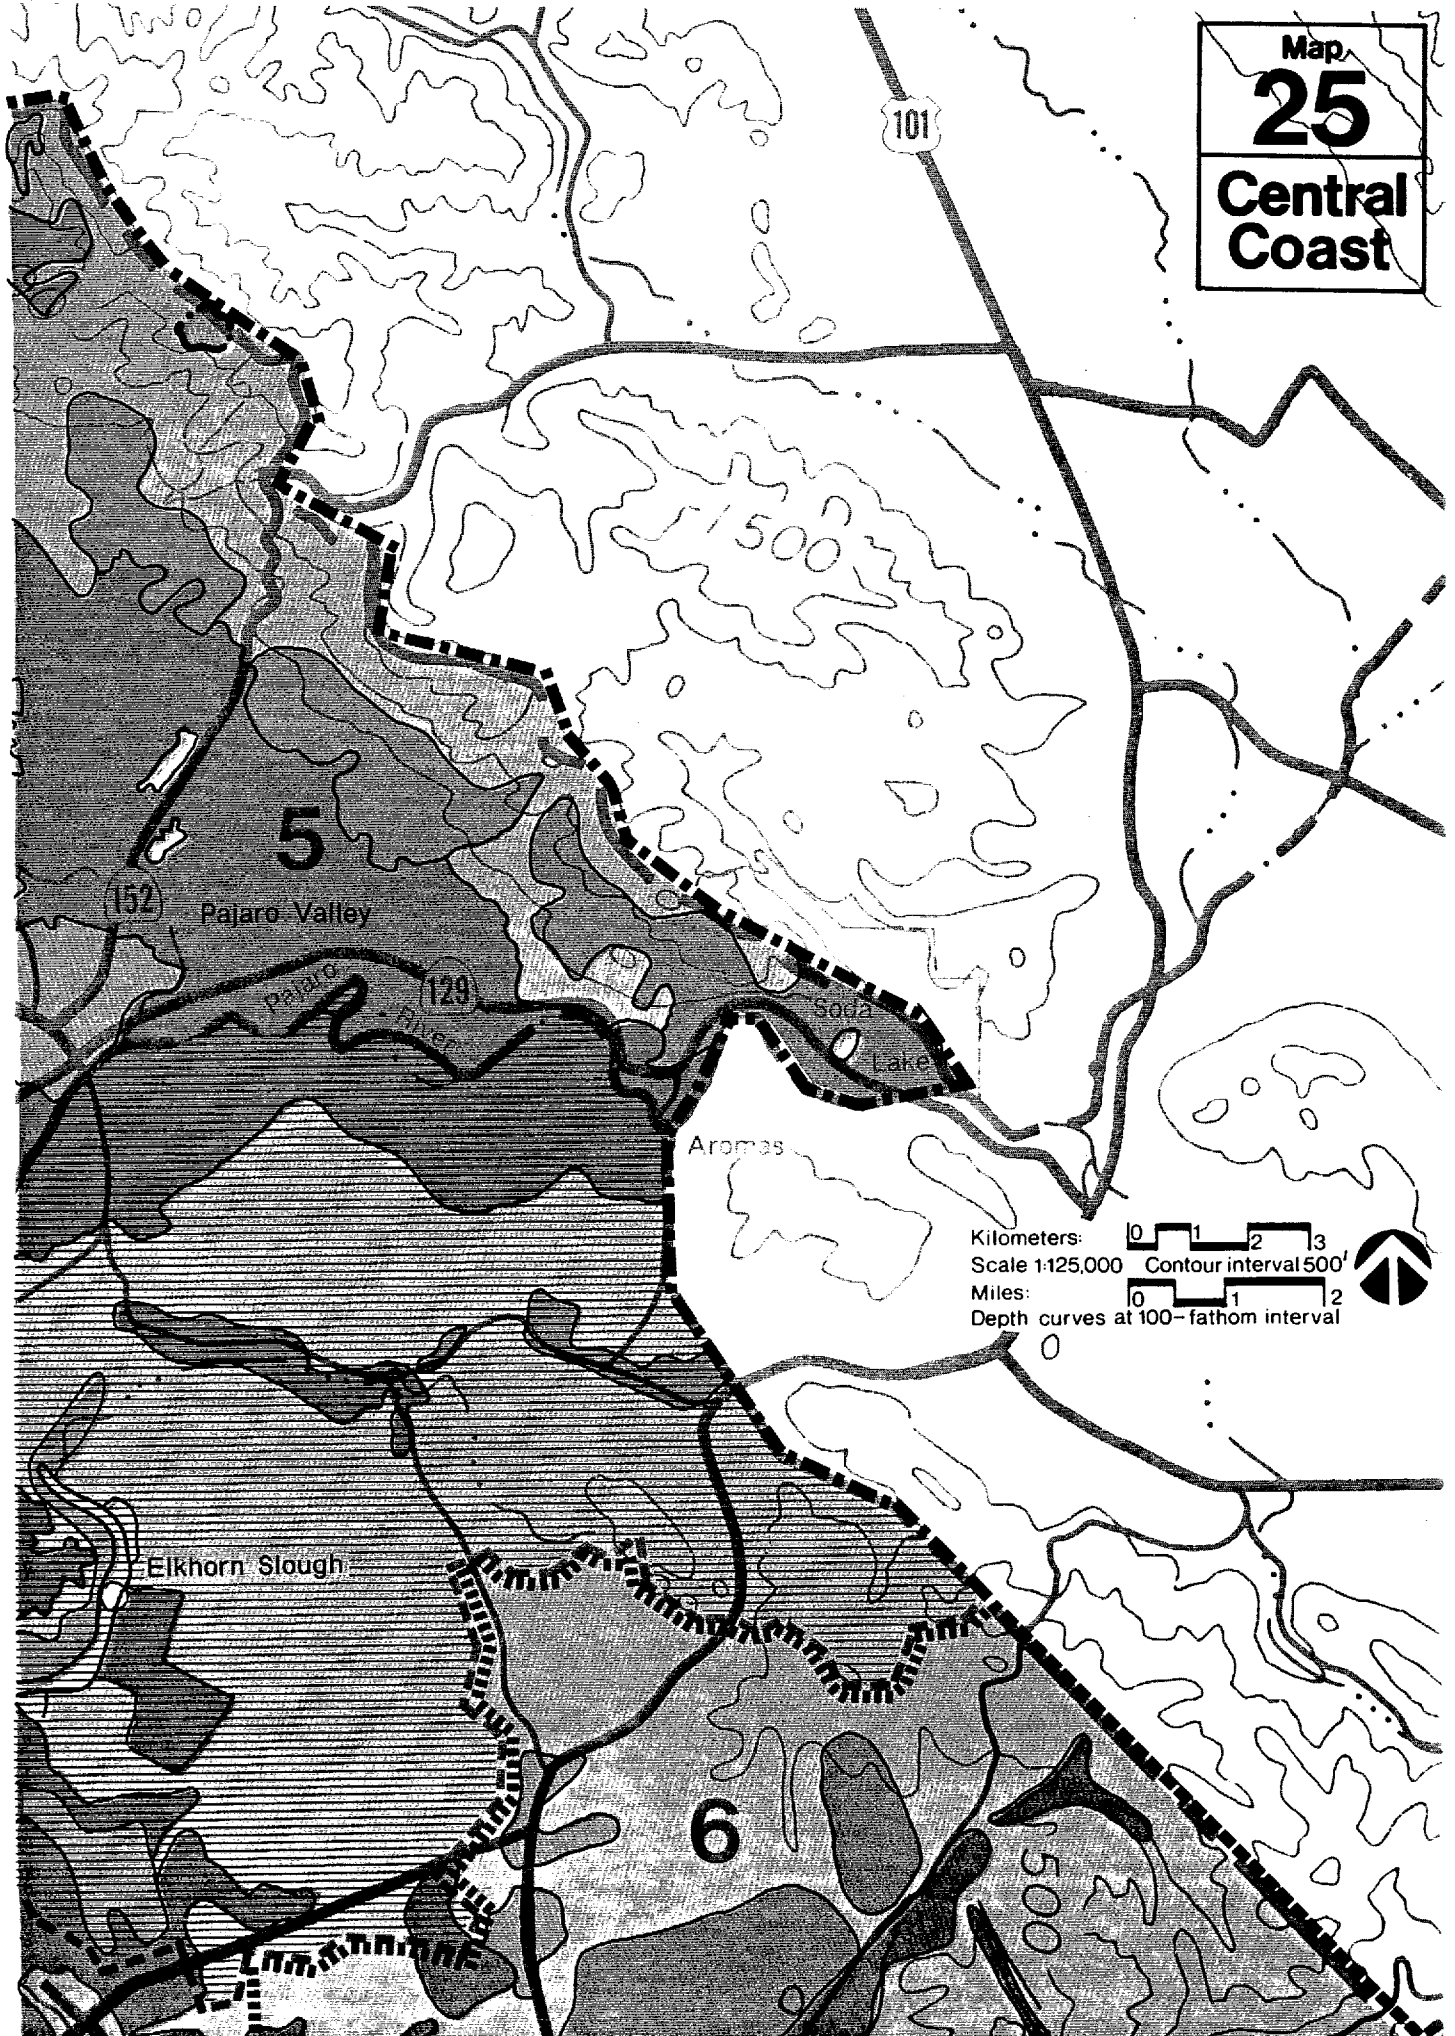 Map
25
Central
Coast
101
1500
5
152
Pajaro Valley
129
Pajaro
River
Soda
Lake
Aromas
Kilometers: 0 1 2 3
Scale 1:125,000 Contour interval 500'
Miles: 0 1 2
Depth curves at 100-fathom interval
Elkhorn Slough
6
500